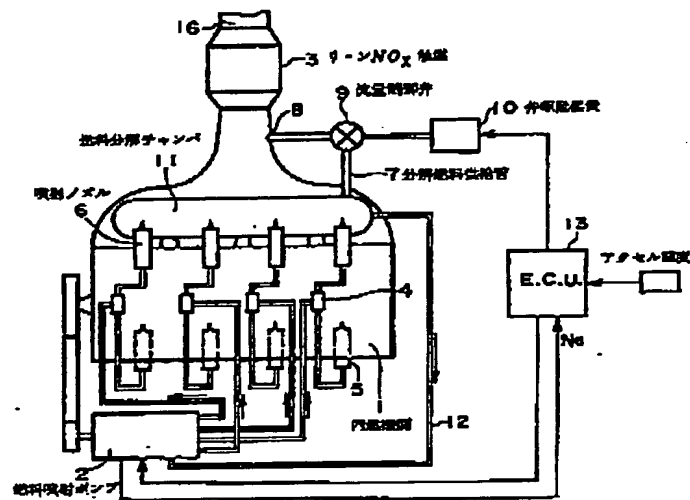 16
3 リーンNOx 触媒
9 流量制御弁
8
10 弁駆動装置
燃料分解チャンバ
11
7 分解燃料供給管
噴射ノズル
6
13
アクセル開度
E.C.U.
4
Ne
5
1
内燃機関
12
2
燃料噴射ポンプ